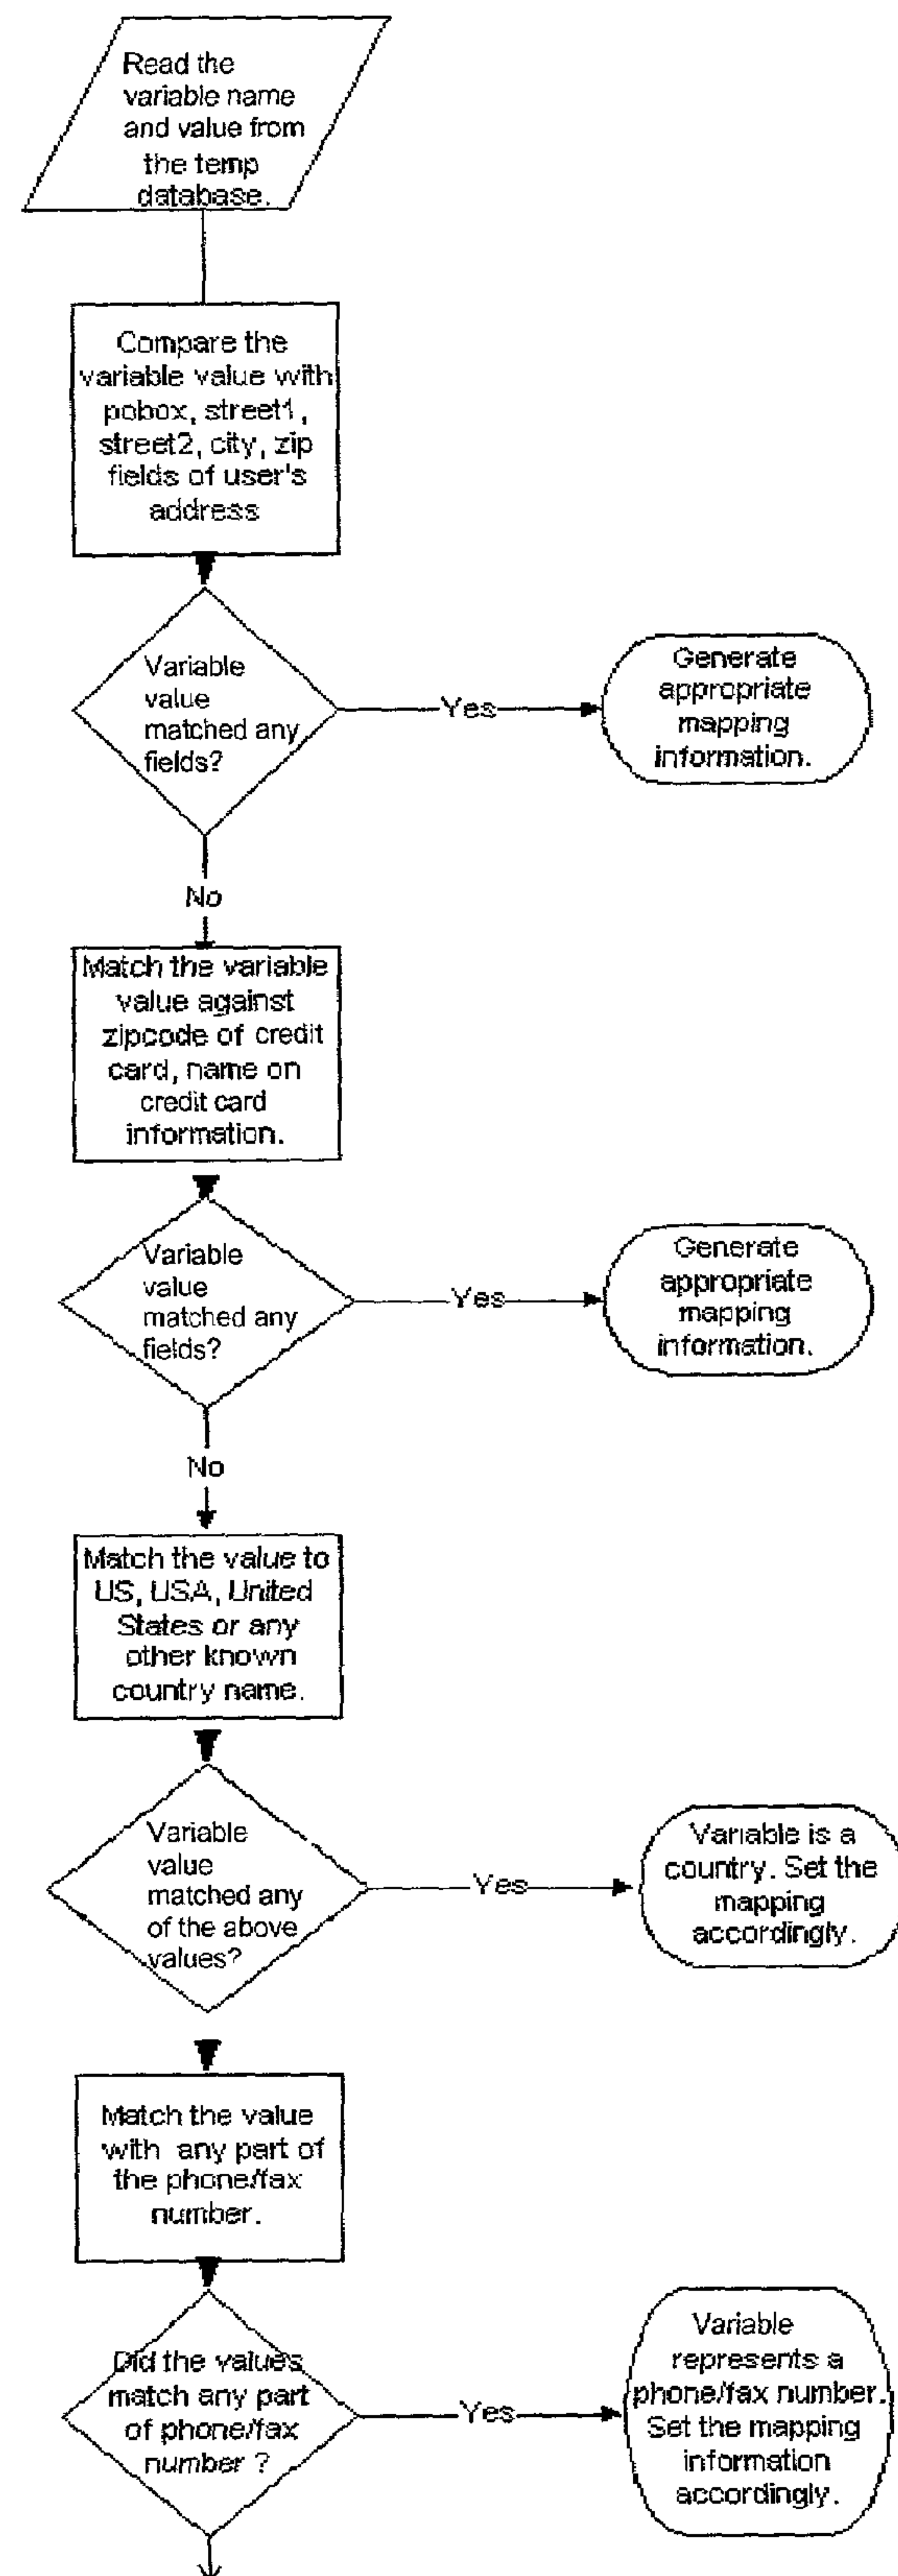 Read the
variable name
and value from
the temp
database.
Compare the
variable value with
pobox, street1,
street2, city, zip
fields of user's
address
Variable
value
matched any
fields?
Yes
Generate
appropriate
mapping
information.
No
Match the variable
value against
zipcode of credit
card, name on
credit card
information.
Variable
value
matched any
fields?
Yes
Generate
appropriate
mapping
information.
No
Match the value to
US, USA, United
States or any
other known
country name.
Variable
value
matched any
of the above
values?
Yes
Variable is a
country. Set the
mapping
accordingly.
Match the value
with any part of
the phone/fax
number.
Did the values
match any part
of phone/fax
number ?
Yes
Variable
represents a
phone/fax number.
Set the mapping
information
accordingly.